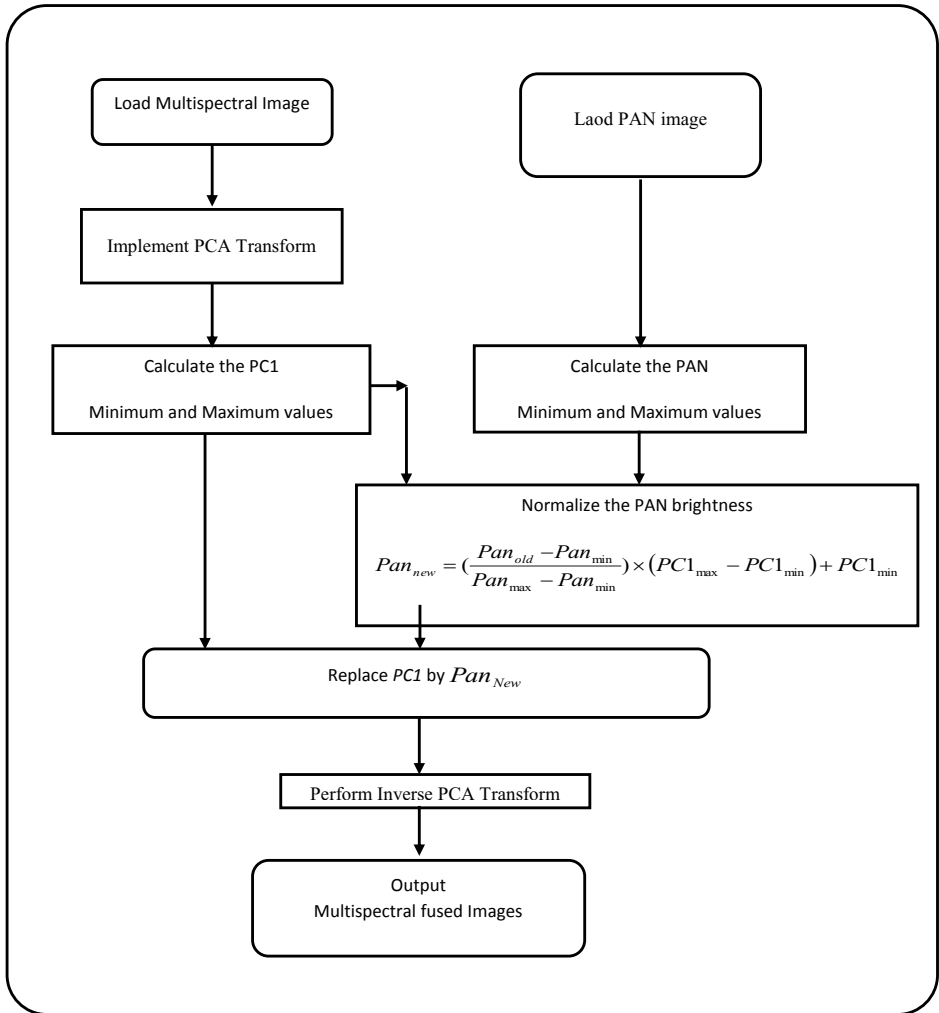 Load Multispectral Image
Laod PAN image
Implement PCA Transform
Calculate the PC1
Minimum and Maximum values
Calculate the PAN
Minimum and Maximum values
Normalize the PAN brightness
Pan_new = (\frac{Pan_old − Pan_min}{Pan_max − Pan_min}) × (PC1_max − PC1_min) + PC1_min
Replace PC1 by Pan_New
Perform Inverse PCA Transform
Output
Multispectral fused Images